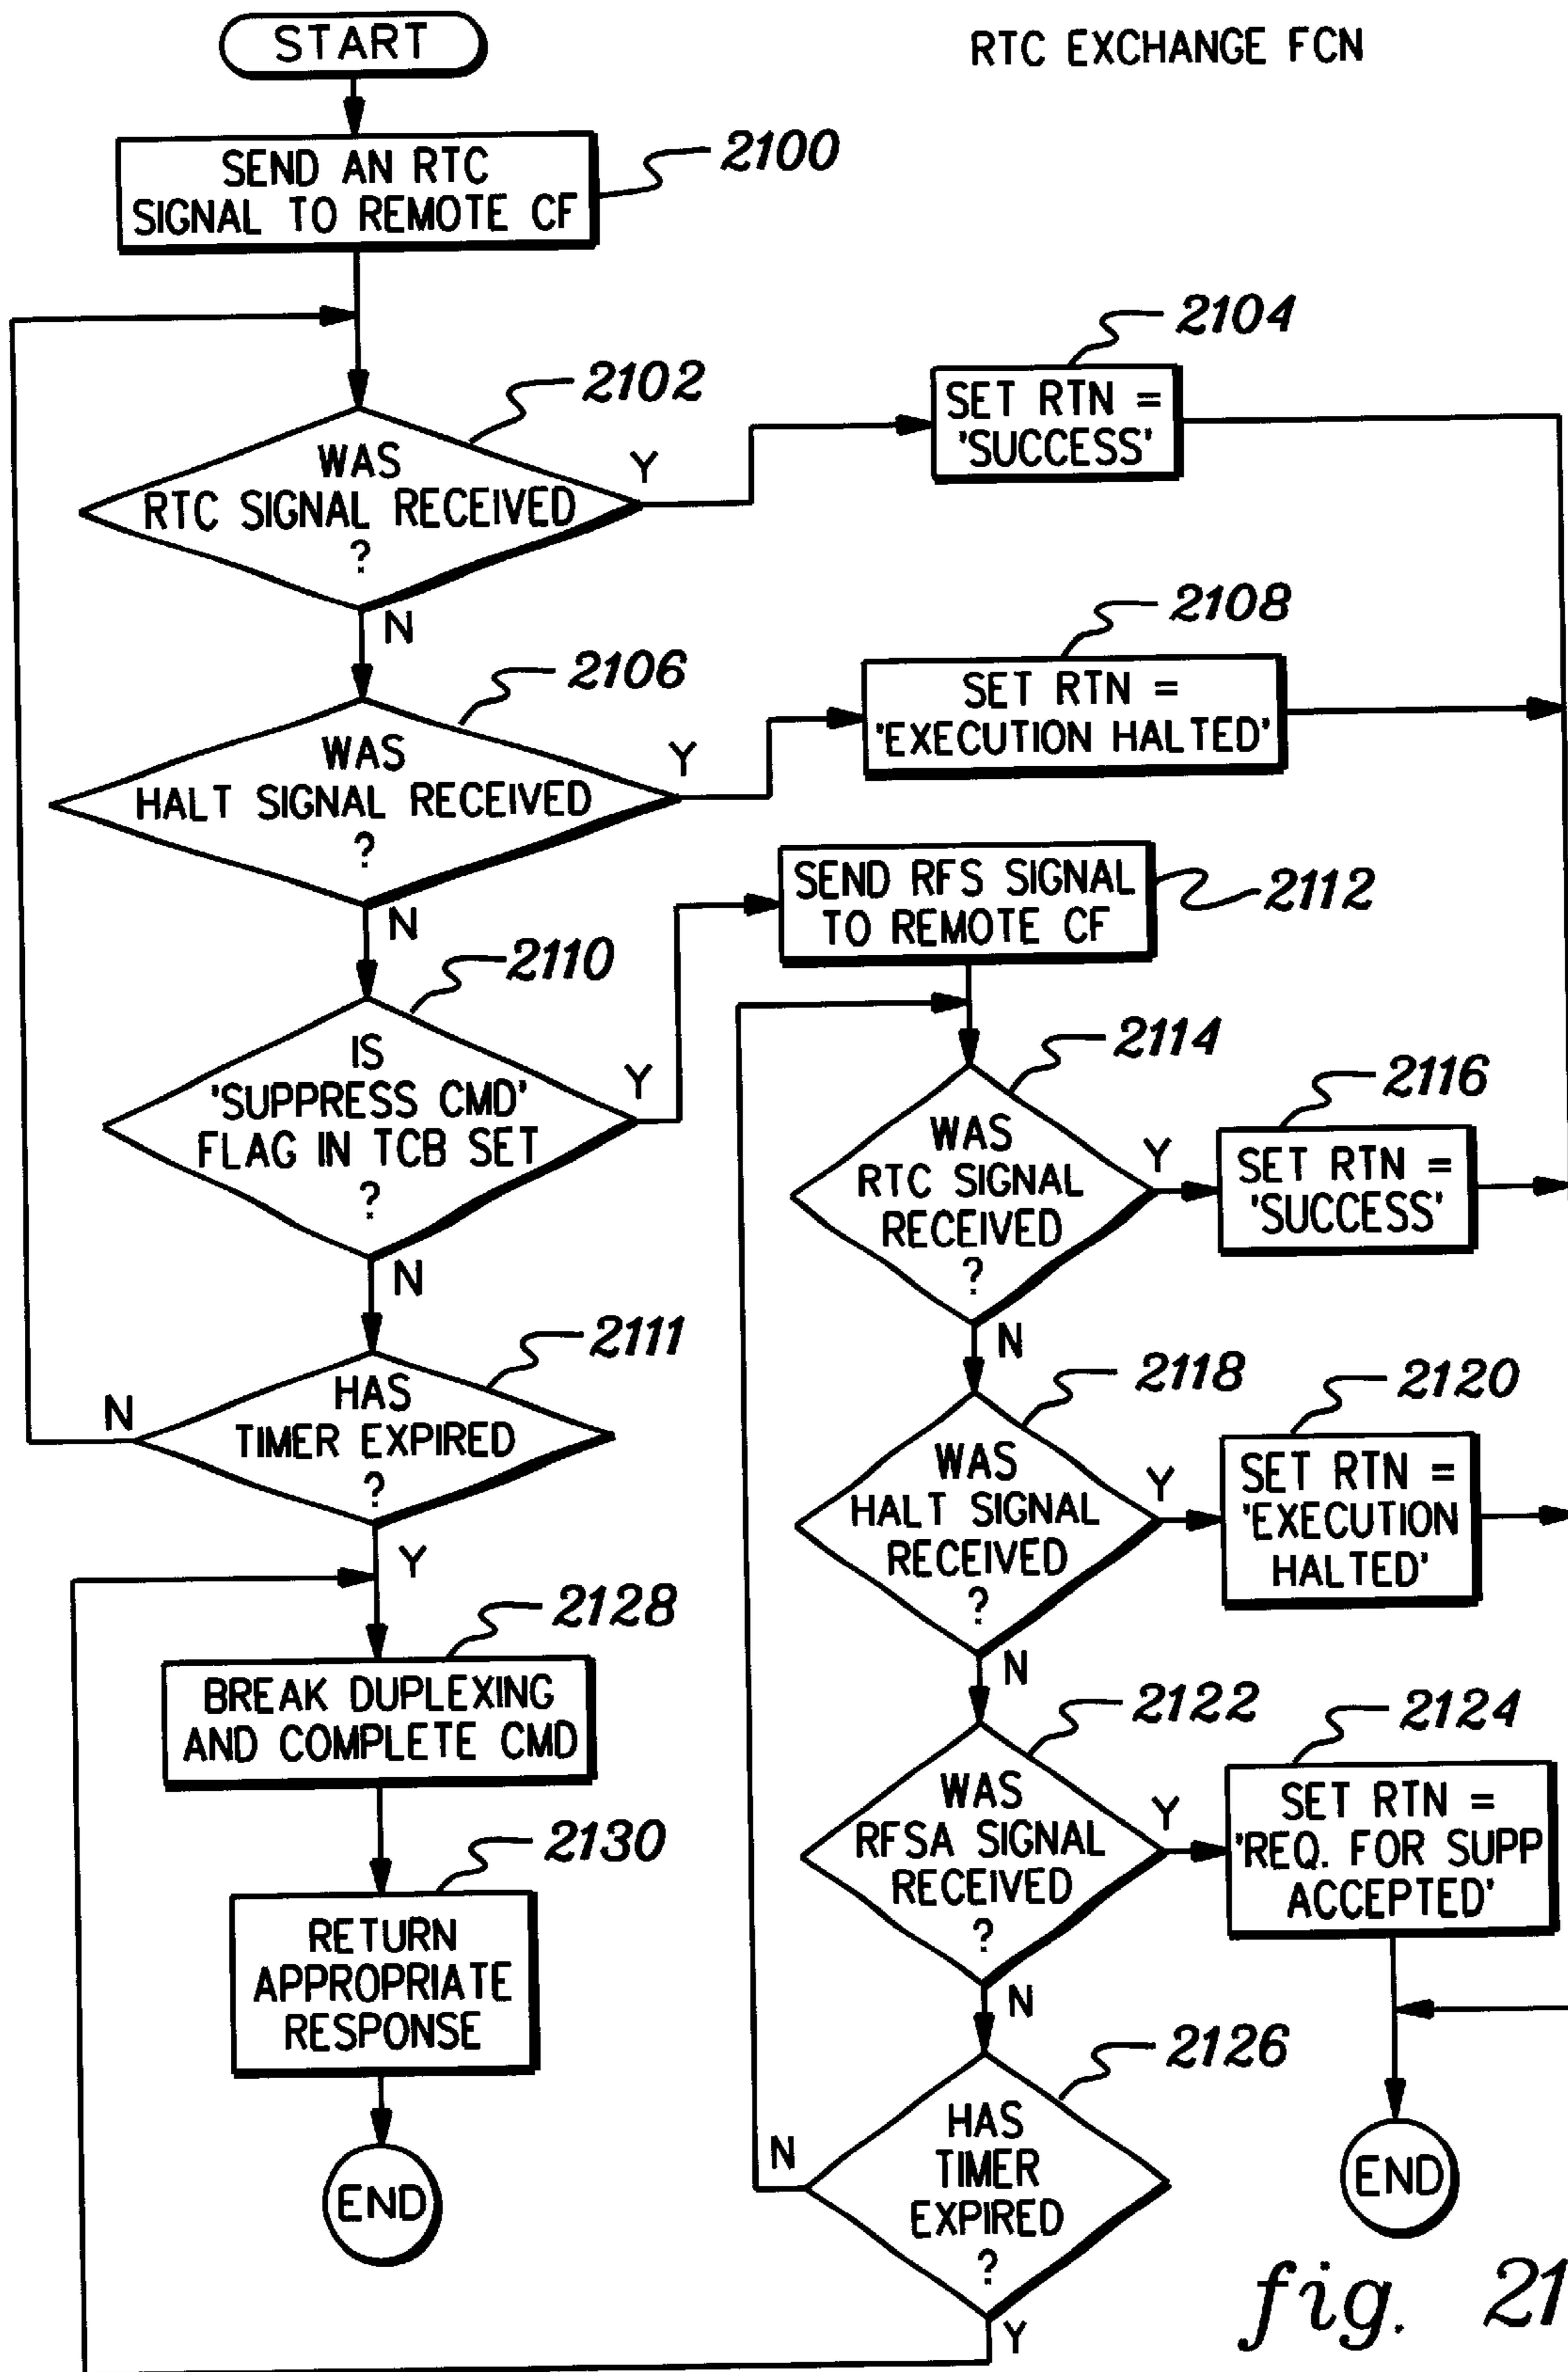 START
RTC EXCHANGE FCN
SEND AN RTC
SIGNAL TO REMOTE CF
2100
2102
WAS
RTC SIGNAL RECEIVED
?
Y
N
2104
SET RTN =
'SUCCESS'
2106
WAS
HALT SIGNAL RECEIVED
?
Y
N
2108
SET RTN =
'EXECUTION HALTED'
2110
IS
'SUPPRESS CMD'
FLAG IN TCB SET
?
Y
N
SEND RFS SIGNAL
TO REMOTE CF
2112
2111
HAS
TIMER EXPIRED
?
N
Y
2114
WAS
RTC SIGNAL
RECEIVED
?
Y
N
2116
SET RTN =
'SUCCESS'
2118
WAS
HALT SIGNAL
RECEIVED
?
Y
N
2120
SET RTN =
'EXECUTION
HALTED'
2122
WAS
RFSA SIGNAL
RECEIVED
?
Y
N
2124
SET RTN =
'REQ. FOR SUPP
ACCEPTED'
2126
HAS
TIMER
EXPIRED
?
N
Y
2128
BREAK DUPLEXING
AND COMPLETE CMD
2130
RETURN
APPROPRIATE
RESPONSE
END
END
fig. 21